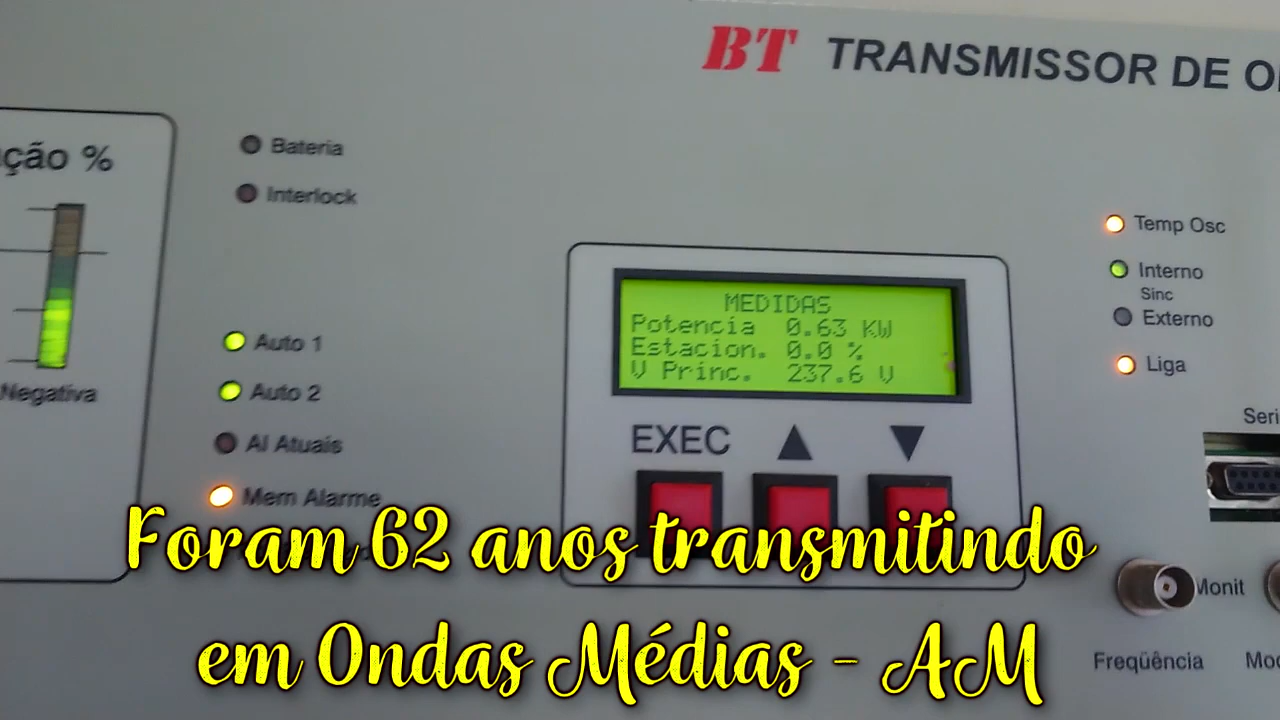 BT TRANSMISSOR DE
ução %
Negativa
Bateria
Interlock
Auto 1
Auto 2
Al Atuais
Mem Alarme
MEDIDAS
Potencia 0.63 KW
Estacion. 0.0 %
V Princ. 237.6 V
EXEC ▲ ▼
Temp Osc
Interno
Sinc
Externo
Liga
Seri
Monit
Freqüência
Mo
Foram 62 anos transmitindo
em Ondas Médias - AM